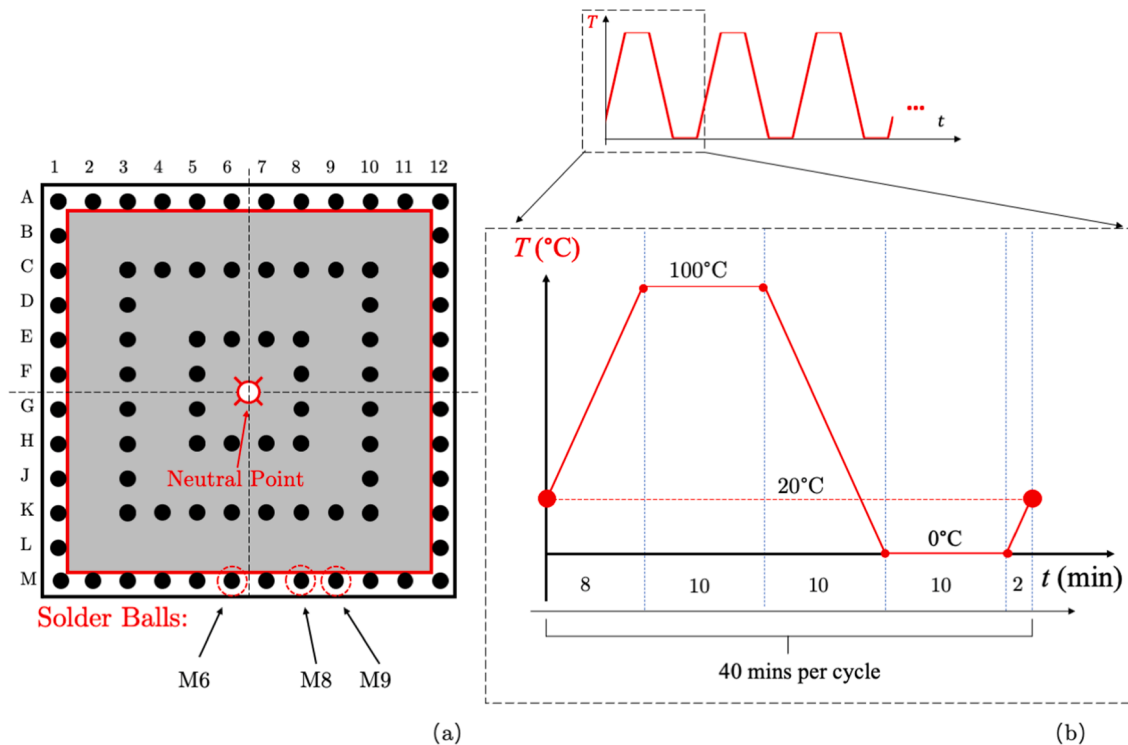 T
...
t
1 2 3 4 5 6 7 8 9 10 11 12
A
B
C
D
E
F
G
H
J
K
L
M
Neutral Point
Solder Balls:
M6
M8
M9
(a)
T (°C)
100°C
20°C
0°C
8 10 10 10 2
t (min)
40 mins per cycle
(b)